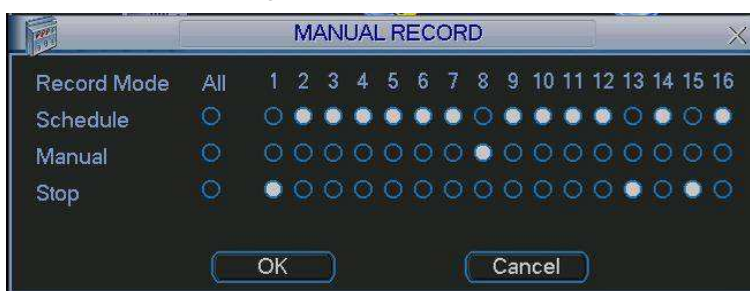 MANUAL RECORD
Record Mode All 1 2 3 4 5 6 7 8 9 10 11 12 13 14 15 16
Schedule
Manual
Stop
OK Cancel